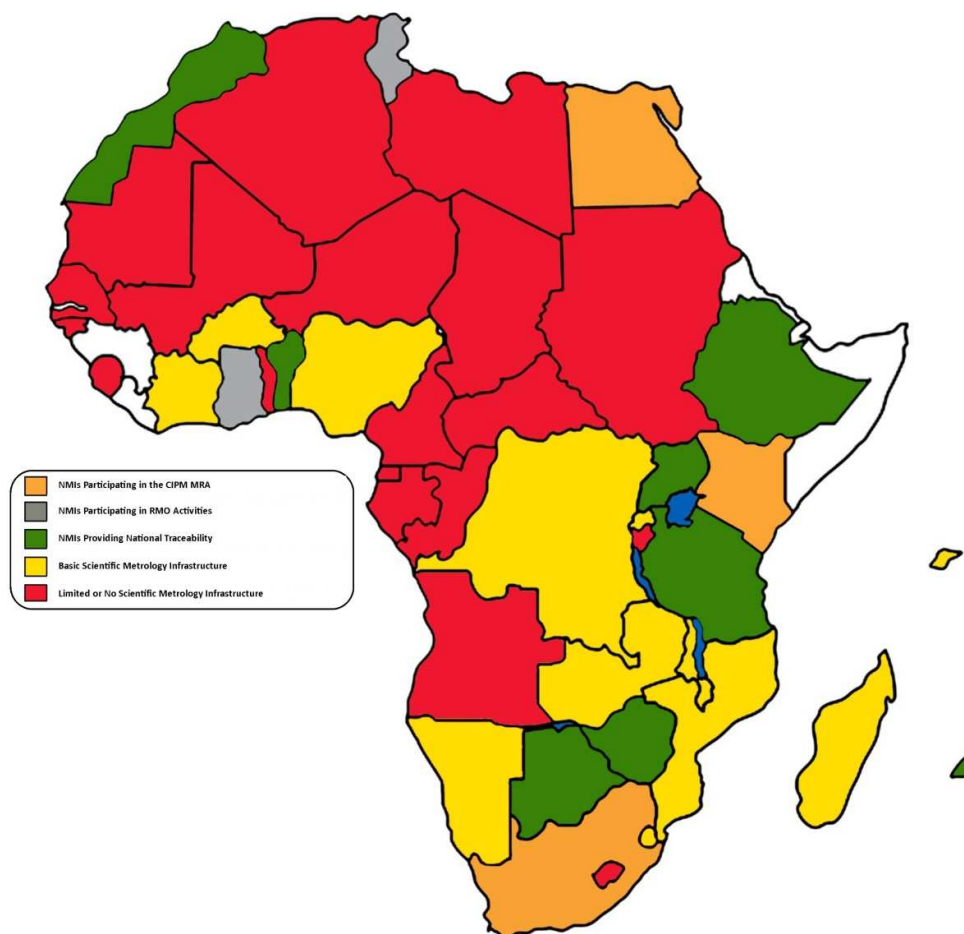 NMIs Participating in the CIPM MRA
NMIs Participating in RMO Activities
NMIs Providing National Traceability
Basic Scientific Metrology Infrastructure
Limited or No Scientific Metrology Infrastructure